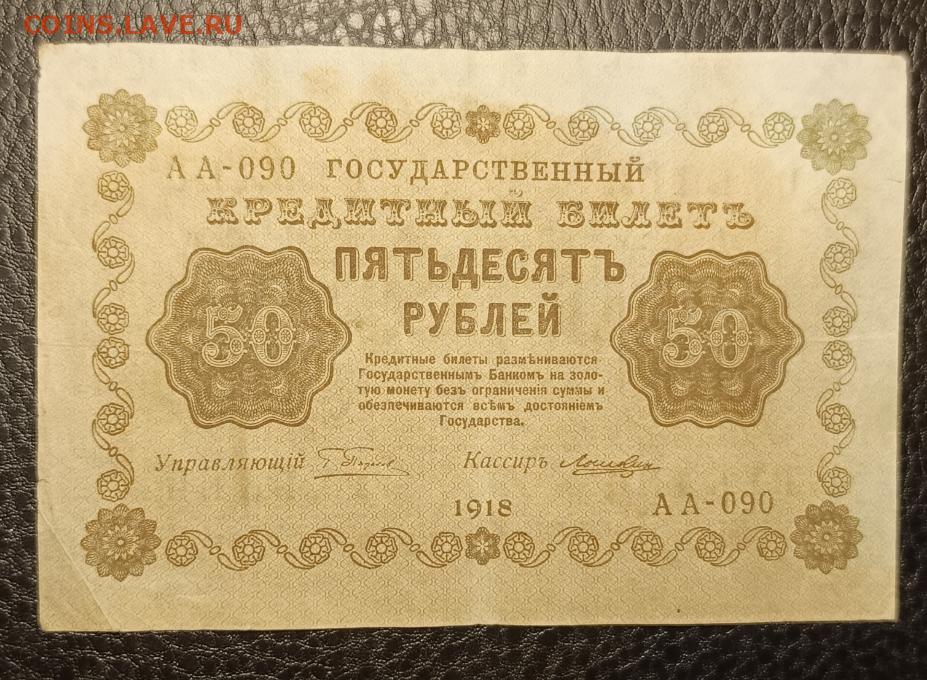 COINS.LAVE.RU
АА-090 ГОСУДАРСТВЕННЫЙ
КРЕДИТНЫЙ БИЛЕТЪ
ПЯТЬДЕСЯТЪ
РУБЛЕЙ
50
50
Кредитные билеты размѣниваются
Государственнымъ Банкомъ на золо-
тую монету безъ ограниченія суммы и
обезпечиваются всѣмъ достояніемъ
Государства.
Управляющій
Кассиръ Лошкин
1918
АА-090